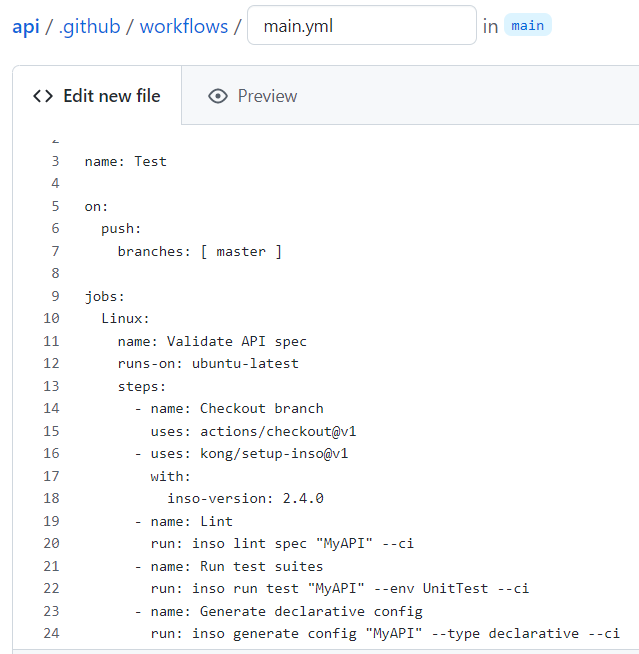 api / .github / workflows / main.yml in main
<> Edit new file Preview
2
3 name: Test
4
5 on:
6 push:
7 branches: [ master ]
8
9 jobs:
10 Linux:
11 name: Validate API spec
12 runs-on: ubuntu-latest
13 steps:
14 - name: Checkout branch
15 uses: actions/checkout@v1
16 - uses: kong/setup-inso@v1
17 with:
18 inso-version: 2.4.0
19 - name: Lint
20 run: inso lint spec "MyAPI" --ci
21 - name: Run test suites
22 run: inso run test "MyAPI" --env UnitTest --ci
23 - name: Generate declarative config
24 run: inso generate config "MyAPI" --type declarative --ci